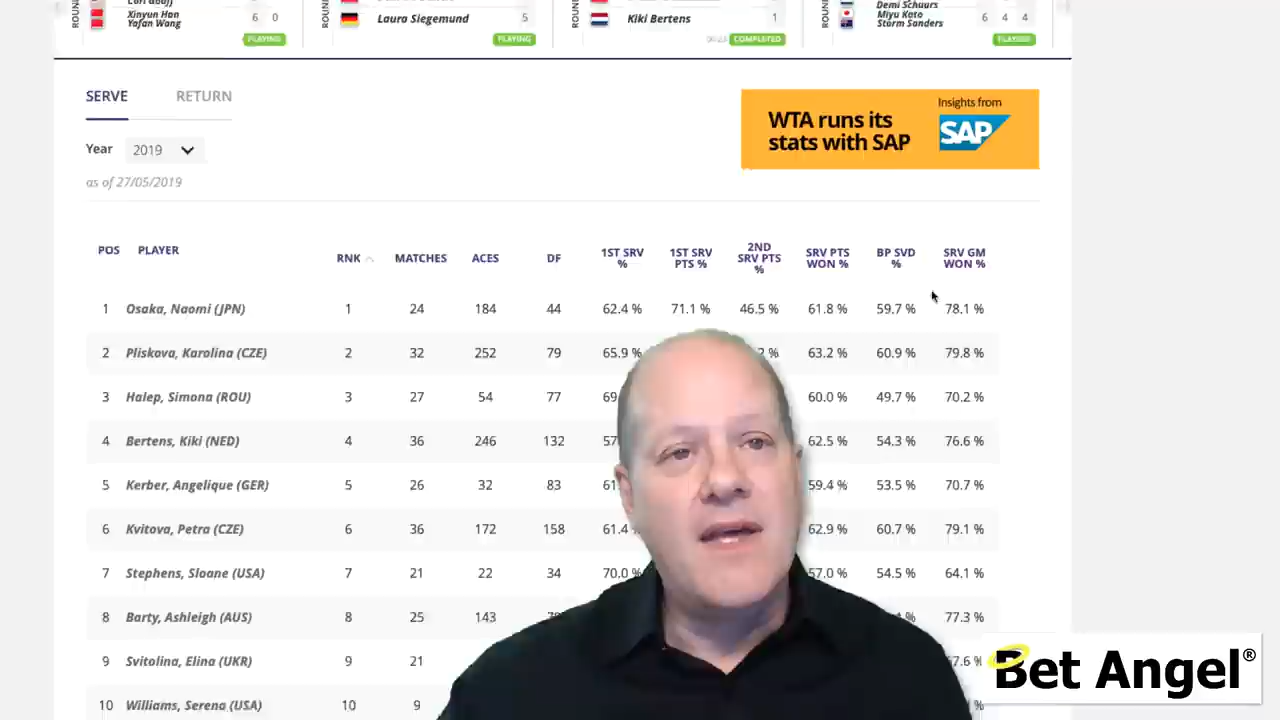 Xinyun Han 6 0
Yafan Wang
PLAYING
Laura Siegemund 5
PLAYING
Kiki Bertens 1
COMPLETED
Demi Schuurs
Miyu Kato 6 4 4
Storm Sanders
SERVE RETURN
Insights from
WTA runs its
stats with SAP
SAP
Year 2019
as of 27/05/2019
POS PLAYER RNK MATCHES ACES DF 1ST SRV % 1ST SRV PTS % 2ND SRV PTS % SRV PTS WON % BP SVD % SRV GM WON %
1 Osaka, Naomi (JPN) 1 24 184 44 62.4 % 71.1 % 46.5 % 61.8 % 59.7 % 78.1 %
2 Pliskova, Karolina (CZE) 2 32 252 79 65.9 % 63.2 % 60.9 % 79.8 %
3 Halep, Simona (ROU) 3 27 54 77 60.0 % 49.7 % 70.2 %
4 Bertens, Kiki (NED) 4 36 246 132 62.5 % 54.3 % 76.6 %
5 Kerber, Angelique (GER) 5 26 32 83 59.4 % 53.5 % 70.7 %
6 Kvitova, Petra (CZE) 6 36 172 158 61.4 62.9 % 60.7 % 79.1 %
7 Stephens, Sloane (USA) 7 21 22 34 70.0 % 57.0 % 54.5 % 64.1 %
8 Barty, Ashleigh (AUS) 8 25 143 77.3 %
9 Svitolina, Elina (UKR) 9 21
10 Williams, Serena (USA) 10 9
Bet Angel®